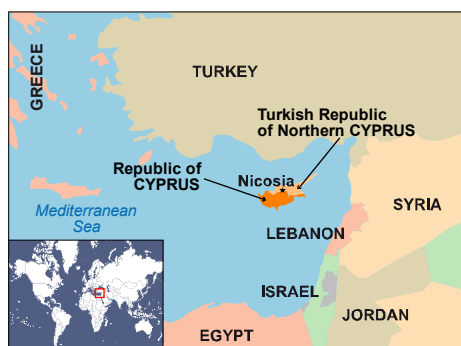 GREECE
TURKEY
Turkish Republic
of Northern CYPRUS
Republic of
CYPRUS
Nicosia
Mediterranean
Sea
SYRIA
LEBANON
ISRAEL
JORDAN
EGYPT